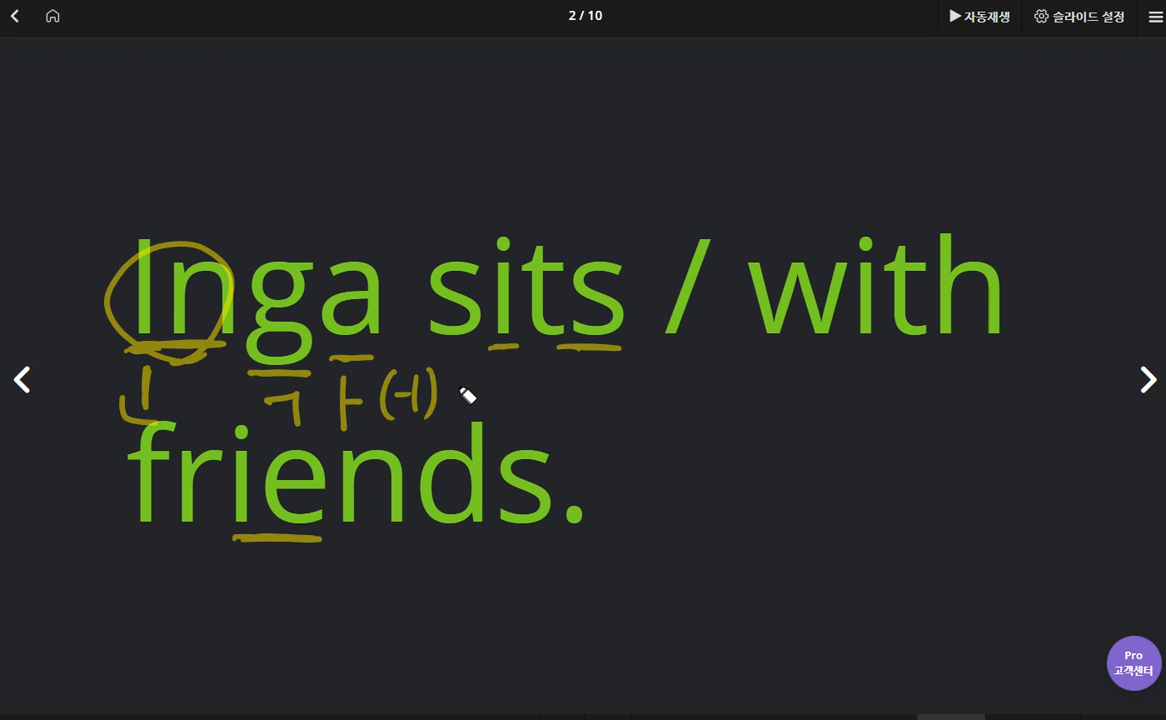 2 / 10
자동재생
슬라이드 설정
Inga sits / with
ㄱ ㅏ(ㅓ)
friends.
Pro
고객센터